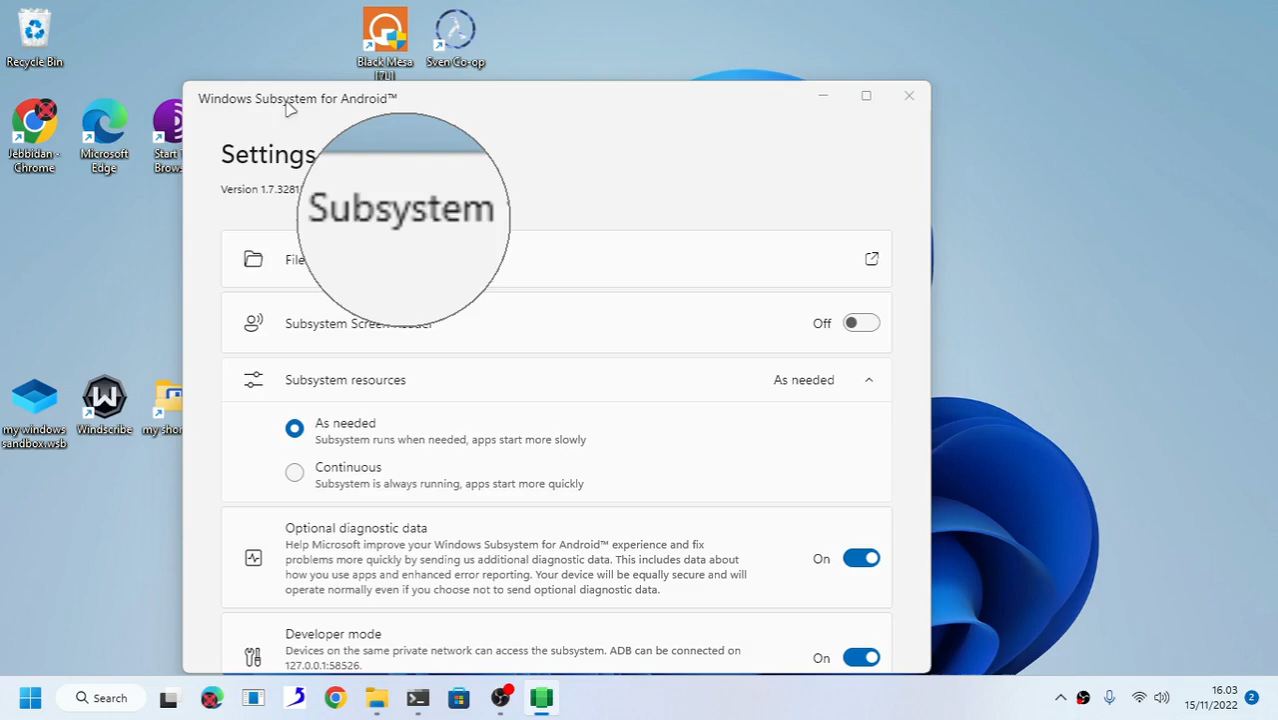 Recycle Bin
Black Mesa
Sven Co-op
Jebbidan -
Chrome
Microsoft
Edge
Start
Brow...
Windows Subsystem for Android™
Settings
Version 1.7.3281
Subsystem
File
Subsystem Screen Reader
Off
Subsystem resources
As needed
As needed
Subsystem runs when needed, apps start more slowly
Continuous
Subsystem is always running, apps start more quickly
my windows
sandbox.wsb
Windscribe
my shor
Optional diagnostic data
Help Microsoft improve your Windows Subsystem for Android™ experience and fix
problems more quickly by sending us additional diagnostic data. This includes data about
how you use apps and enhanced error reporting. Your device will be equally secure and will
operate normally even if you choose not to send optional diagnostic data.
On
Developer mode
Devices on the same private network can access the subsystem. ADB can be connected on
127.0.0.1:58526.
On
Search
16.03
15/11/2022
2